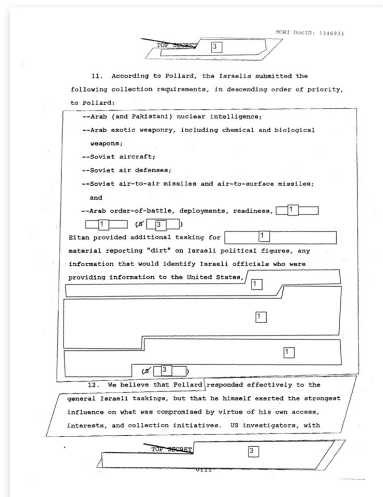 MORI DocID: 1346933
TOP SECRET 3
11. According to Pollard, the Israelis submitted the
following collection requirements, in descending order of priority,
to Pollard:
--Arab (and Pakistani) nuclear intelligence;
--Arab exotic weaponry, including chemical and biological
weapons;
--Soviet aircraft;
--Soviet air defenses;
--Soviet air-to-air missiles and air-to-surface missiles;
and
--Arab order-of-battle, deployments, readiness, 1
1 (S 3 )
Eitan provided additional tasking for 1
material reporting "dirt" on Israeli political figures, any
information that would identify Israeli officials who were
providing information to the United States, 1
1
1
(S 3 )
12. We believe that Pollard responded effectively to the
general Israeli taskings, but that he himself exerted the strongest
influence on what was compromised by virtue of his own access,
interests, and collection initiatives. US investigators, with
TOP SECRET 3
viii